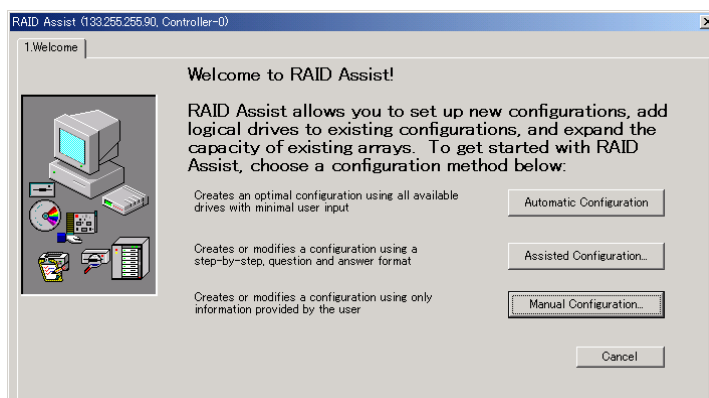 RAID Assist (133.255.255.90, Controller-0)
1.Welcome
Welcome to RAID Assist!
RAID Assist allows you to set up new configurations, add
logical drives to existing configurations, and expand the
capacity of existing arrays. To get started with RAID
Assist, choose a configuration method below:
Creates an optimal configuration using all available
drives with minimal user input
Automatic Configuration
Creates or modifies a configuration using a
step-by-step, question and answer format
Assisted Configuration...
Creates or modifies a configuration using only
information provided by the user
Manual Configuration...
Cancel